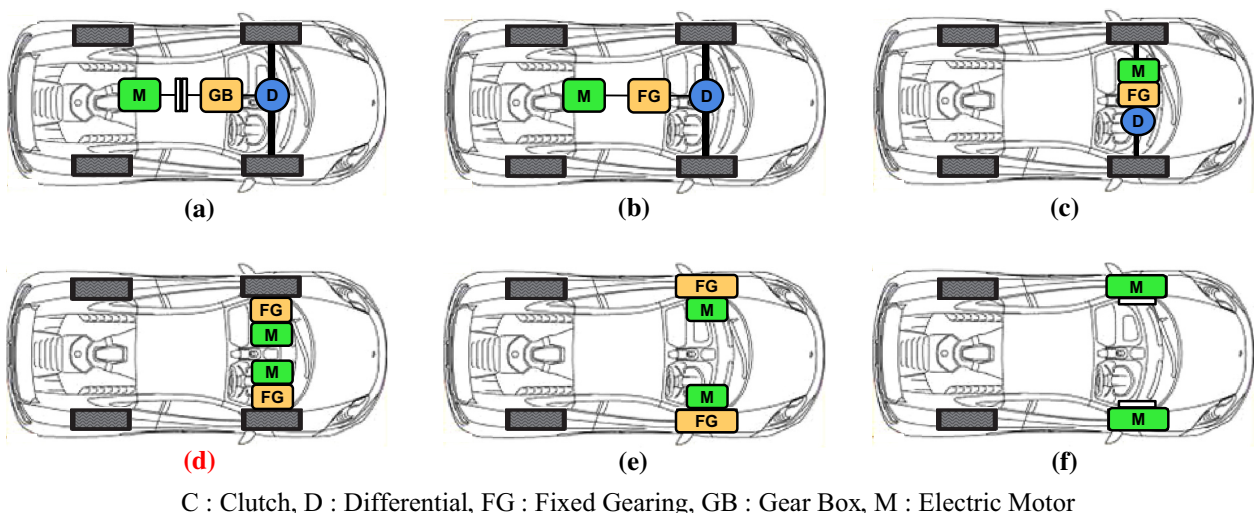 M GB D
M FG D
M
FG
D
(a) (b) (c)
FG
M
M
FG
FG
M
M
FG
M
M
(d) (e) (f)
C : Clutch, D : Differential, FG : Fixed Gearing, GB : Gear Box, M : Electric Motor